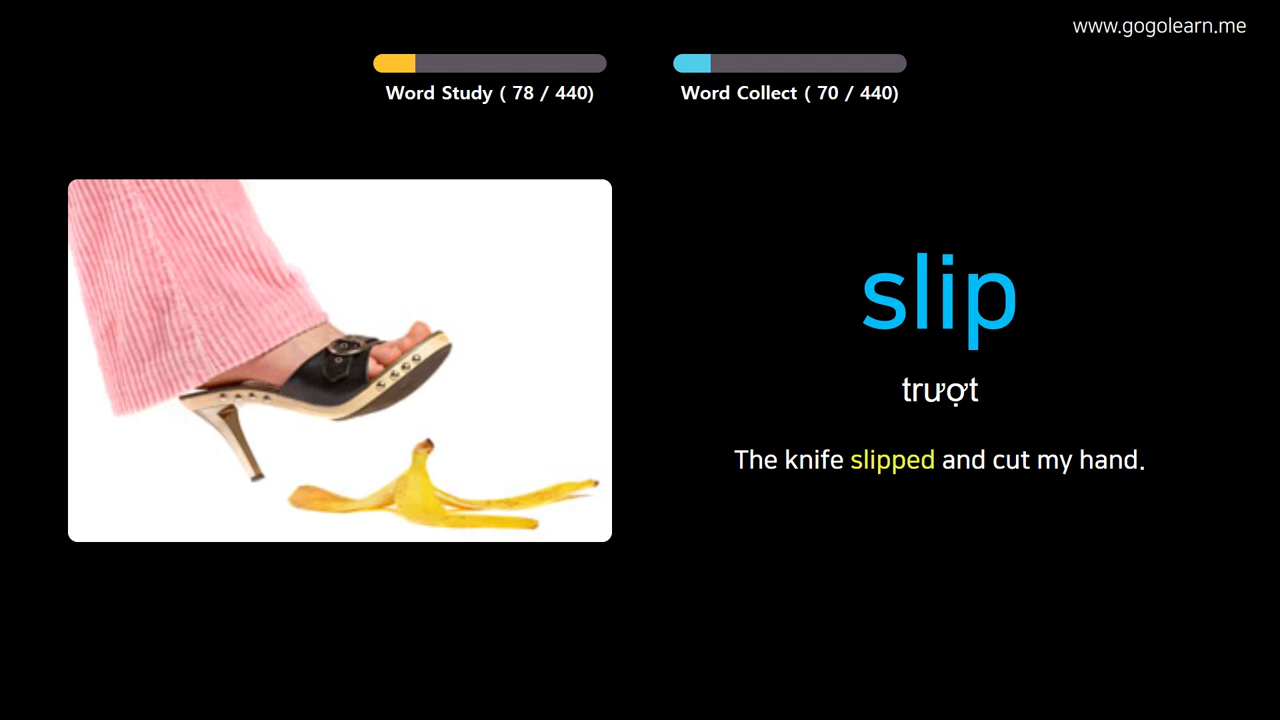 www.gogolearn.me
Word Study ( 78 / 440)
Word Collect ( 70 / 440)
slip
trượt
The knife slipped and cut my hand.